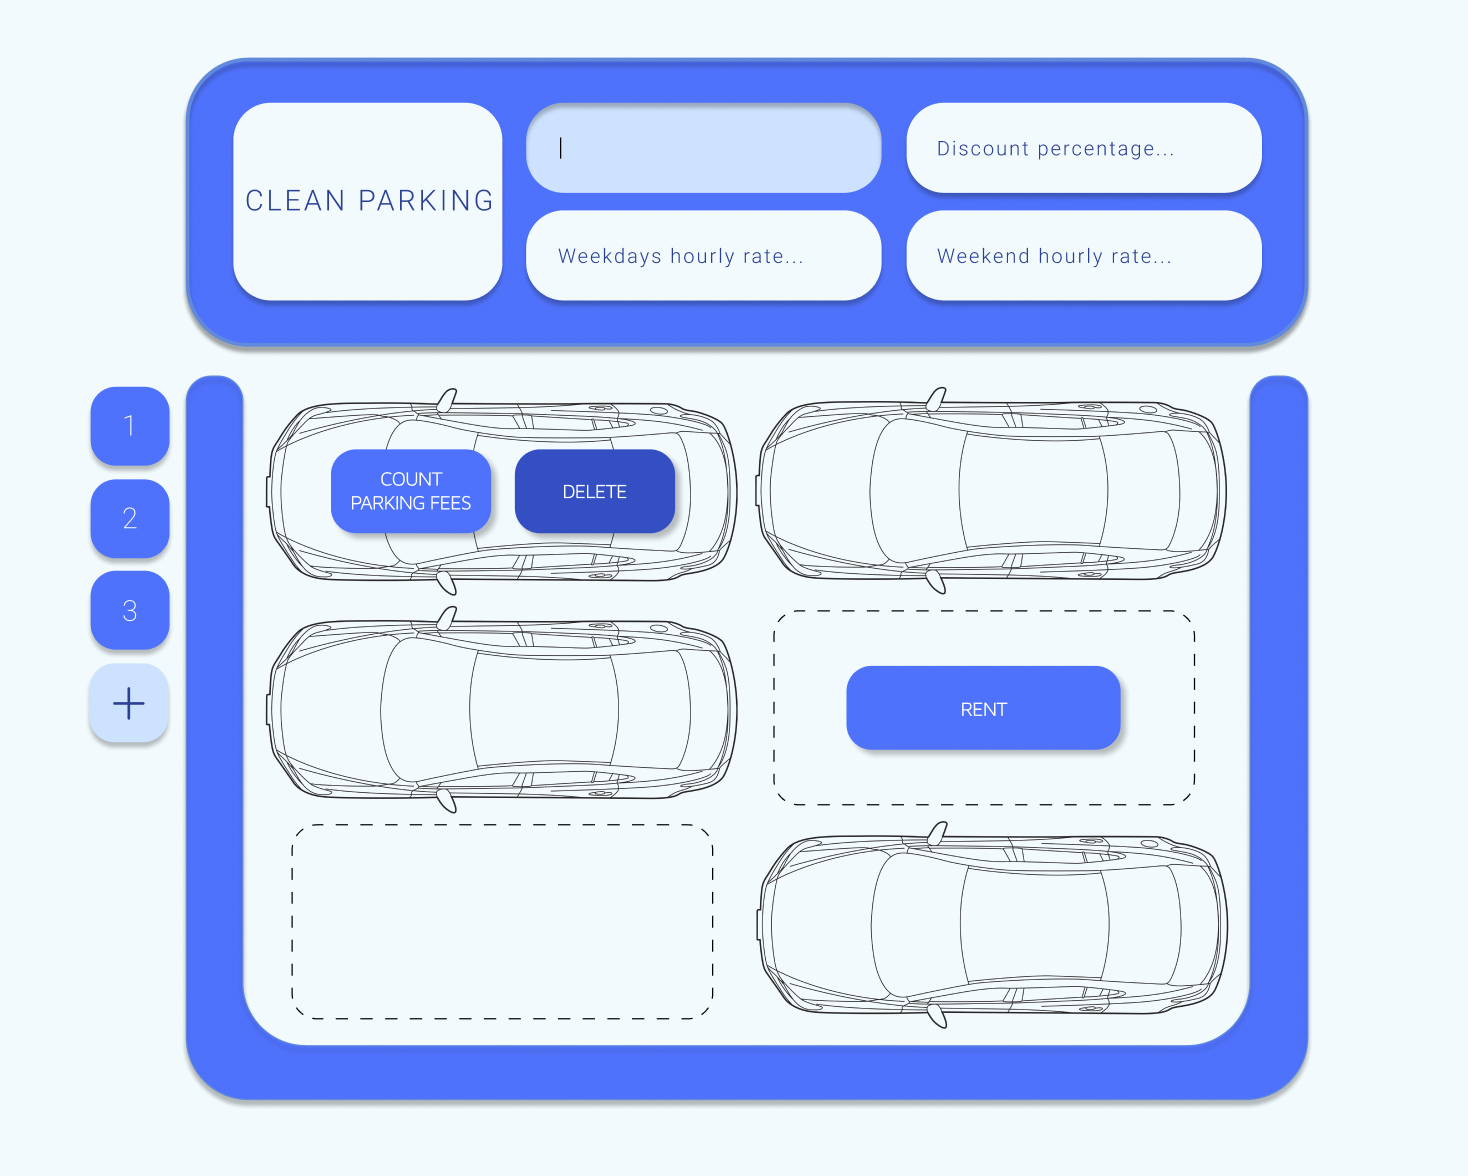 CLEAN PARKING
Discount percentage...
Weekdays hourly rate...
Weekend hourly rate...
1
2
3
+
COUNT
PARKING FEES
DELETE
RENT